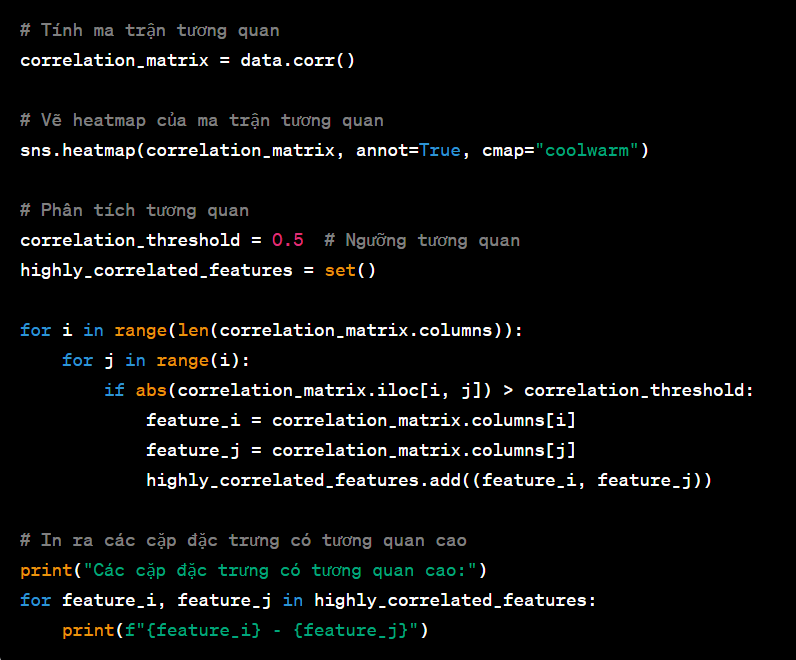 # Tính ma trận tương quan
correlation_matrix = data.corr()

# Vẽ heatmap của ma trận tương quan
sns.heatmap(correlation_matrix, annot=True, cmap="coolwarm")

# Phân tích tương quan
correlation_threshold = 0.5  # Ngưỡng tương quan
highly_correlated_features = set()

for i in range(len(correlation_matrix.columns)):
    for j in range(i):
        if abs(correlation_matrix.iloc[i, j]) > correlation_threshold:
            feature_i = correlation_matrix.columns[i]
            feature_j = correlation_matrix.columns[j]
            highly_correlated_features.add((feature_i, feature_j))

# In ra các cặp đặc trưng có tương quan cao
print("Các cặp đặc trưng có tương quan cao:")
for feature_i, feature_j in highly_correlated_features:
    print(f"{feature_i} - {feature_j}")